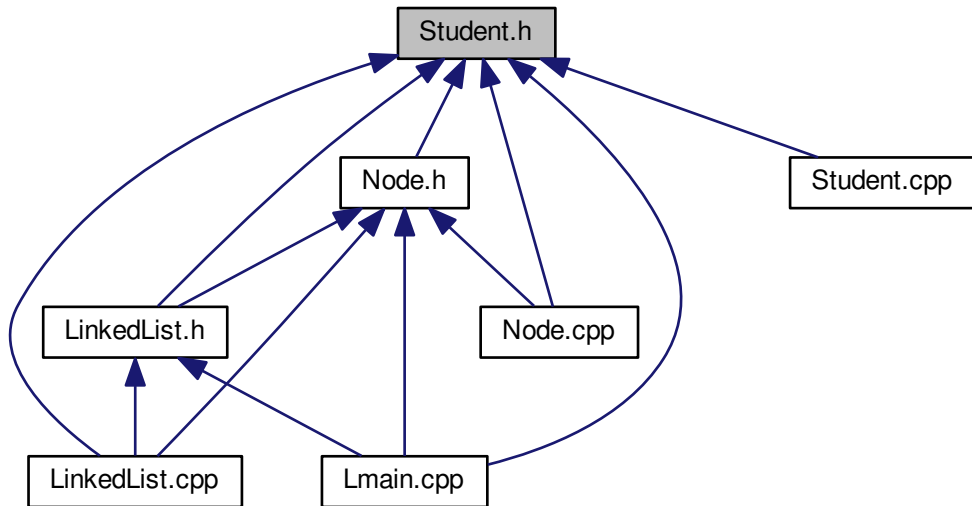 Student.h
Node.h
Student.cpp
LinkedList.h
Node.cpp
LinkedList.cpp
Lmain.cpp